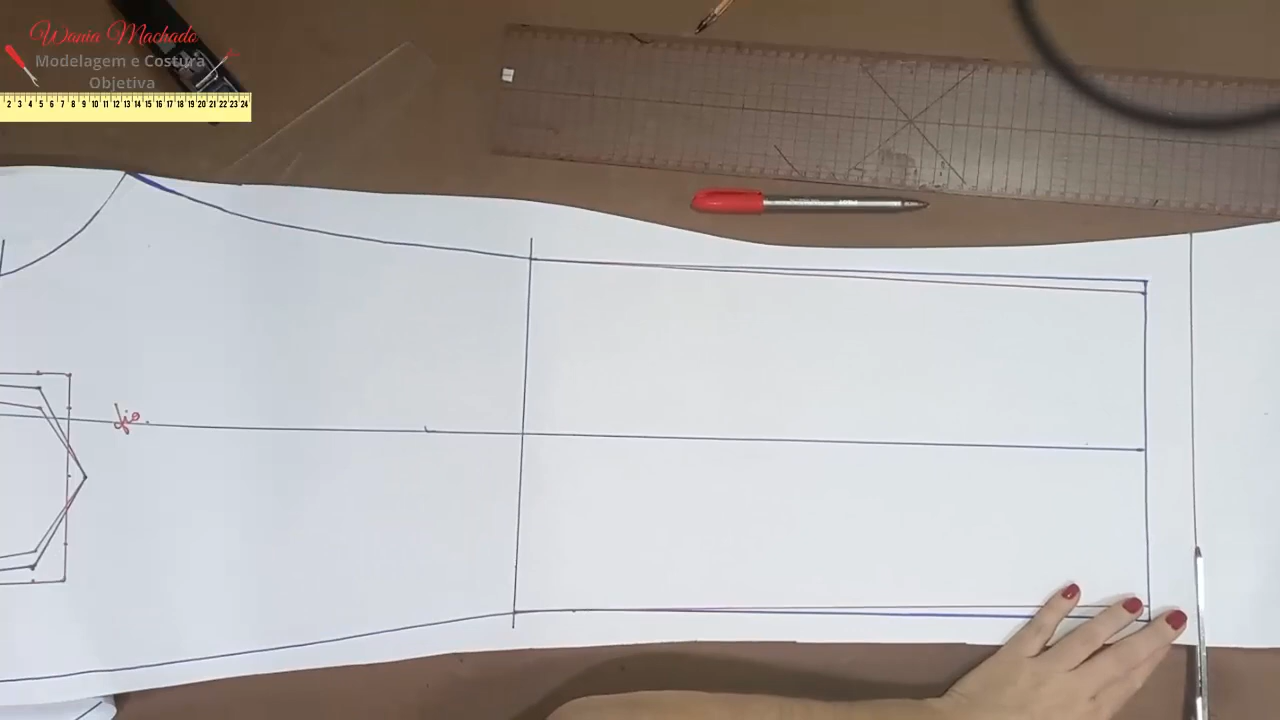 Wania Machado
Modelagem e Costura
Objetiva
2 3 4 5 6 7 8 9 10 11 12 13 14 15 16 17 18 19 20 21 22 23 24
fio.